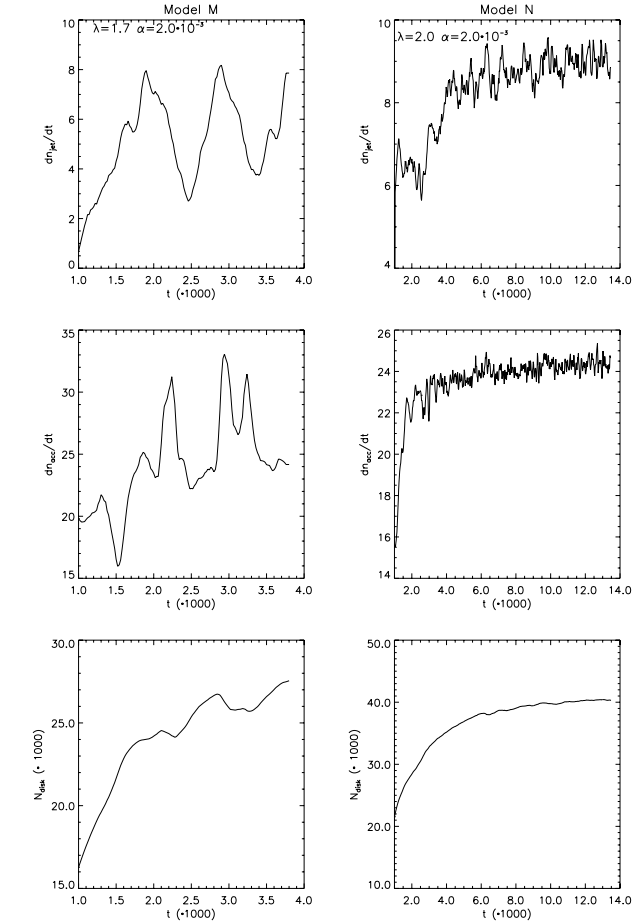 Model M
Model N
λ=1.7 α=2.0•10⁻³
λ=2.0 α=2.0•10⁻³
10
8
6
4
2
0
dn_jet/dt
1.0 1.5 2.0 2.5 3.0 3.5 4.0
t (•1000)
10
8
6
4
dn_jet/dt
2.0 4.0 6.0 8.0 10.0 12.0 14.0
t (•1000)
35
30
25
20
15
dn_acc/dt
1.0 1.5 2.0 2.5 3.0 3.5 4.0
t (•1000)
26
24
22
20
18
16
14
dn_acc/dt
2.0 4.0 6.0 8.0 10.0 12.0 14.0
t (•1000)
30.0
25.0
20.0
15.0
N_disk (• 1000)
1.0 1.5 2.0 2.5 3.0 3.5 4.0
t (•1000)
50.0
40.0
30.0
20.0
10.0
N_disk (• 1000)
2.0 4.0 6.0 8.0 10.0 12.0 14.0
t (•1000)